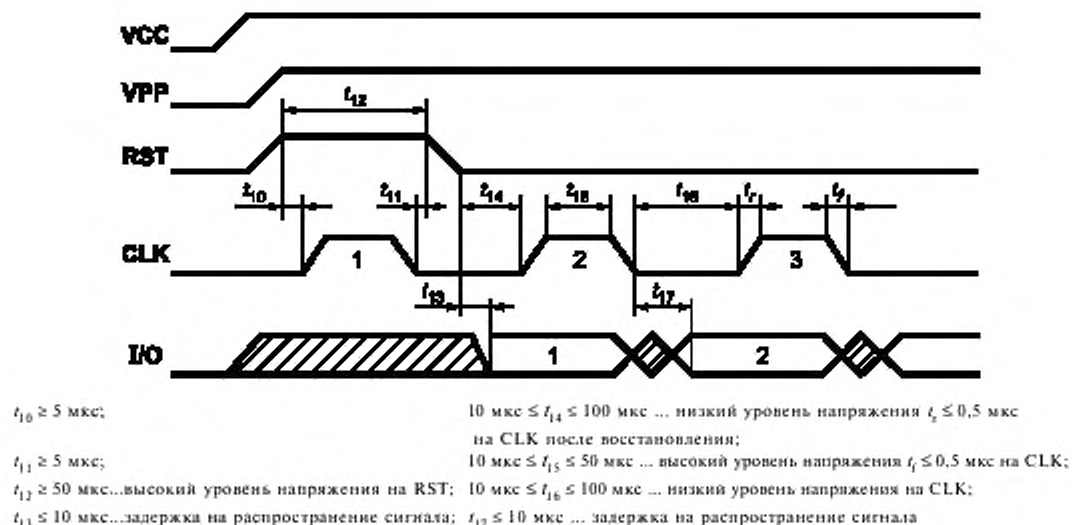 VCC
VPP
t12
RST
t10 t11 t14 t15 t16 tr tf
CLK
1 2 3
t13 t17
I/O
1 2
t10 ≥ 5 мкс; 10 мкс ≤ t14 ≤ 100 мкс ... низкий уровень напряжения tr ≤ 0,5 мкс
на CLK после восстановления;
t11 ≥ 5 мкс; 10 мкс ≤ t15 ≤ 50 мкс ... высокий уровень напряжения tf ≤ 0,5 мкс на CLK;
t12 ≥ 50 мкс...высокий уровень напряжения на RST; 10 мкс ≤ t16 ≤ 100 мкс ... низкий уровень напряжения на CLK;
t13 ≤ 10 мкс...задержка на распространение сигнала; t17 ≤ 10 мкс ... задержка на распространение сигнала